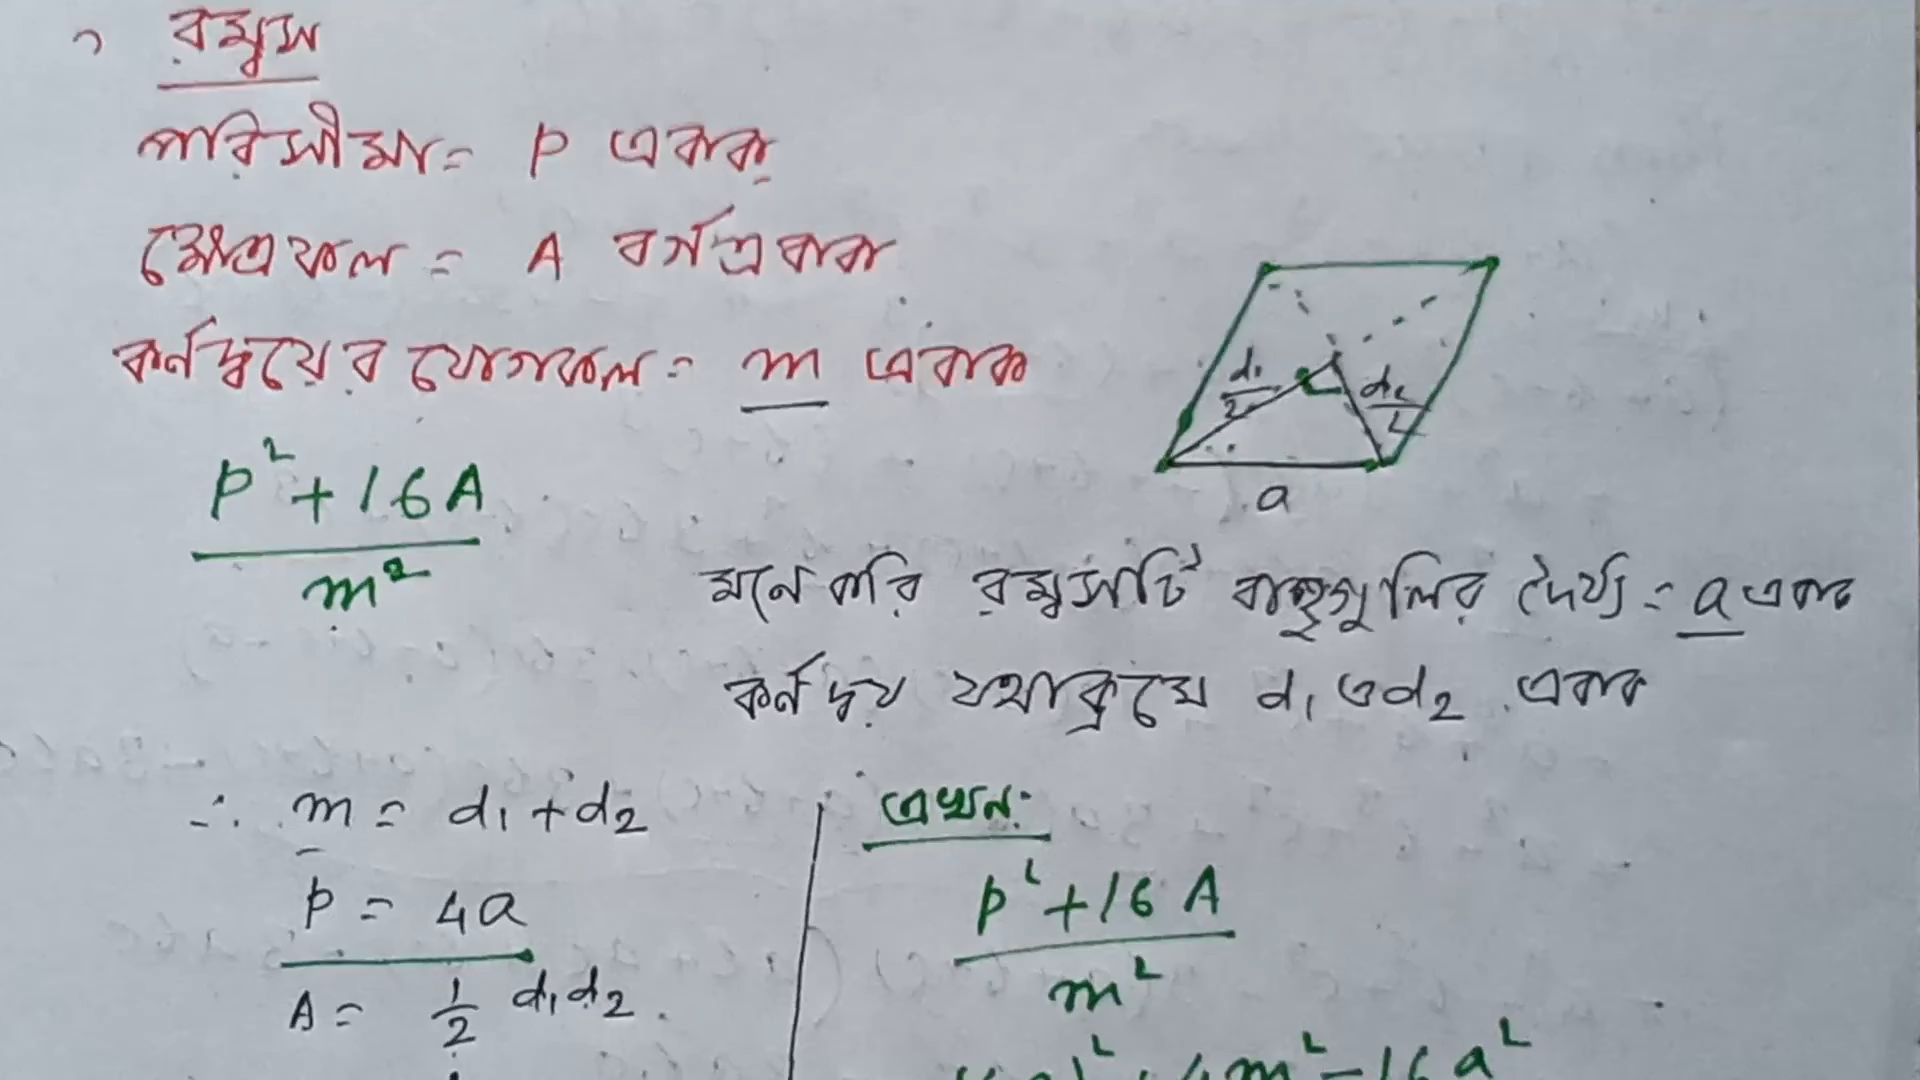 রম্বস
পরিসীমা = P একক
ক্ষেত্রফল = A বর্গএকক
কর্ণদ্বয়ের যোগফল = m একক
d₁/2 d₂/2
a
(P² + 16A)/m²
মনে করি রম্বসটি বাহুগুলির দৈর্ঘ্য = a একক
কর্ণদ্বয় যথাক্রমে d₁ ও d₂ একক
∴ m = d₁ + d₂
P = 4a
A = 1/2 d₁d₂.
এখন:
(P² + 16A)/m²
4m² - 16a²